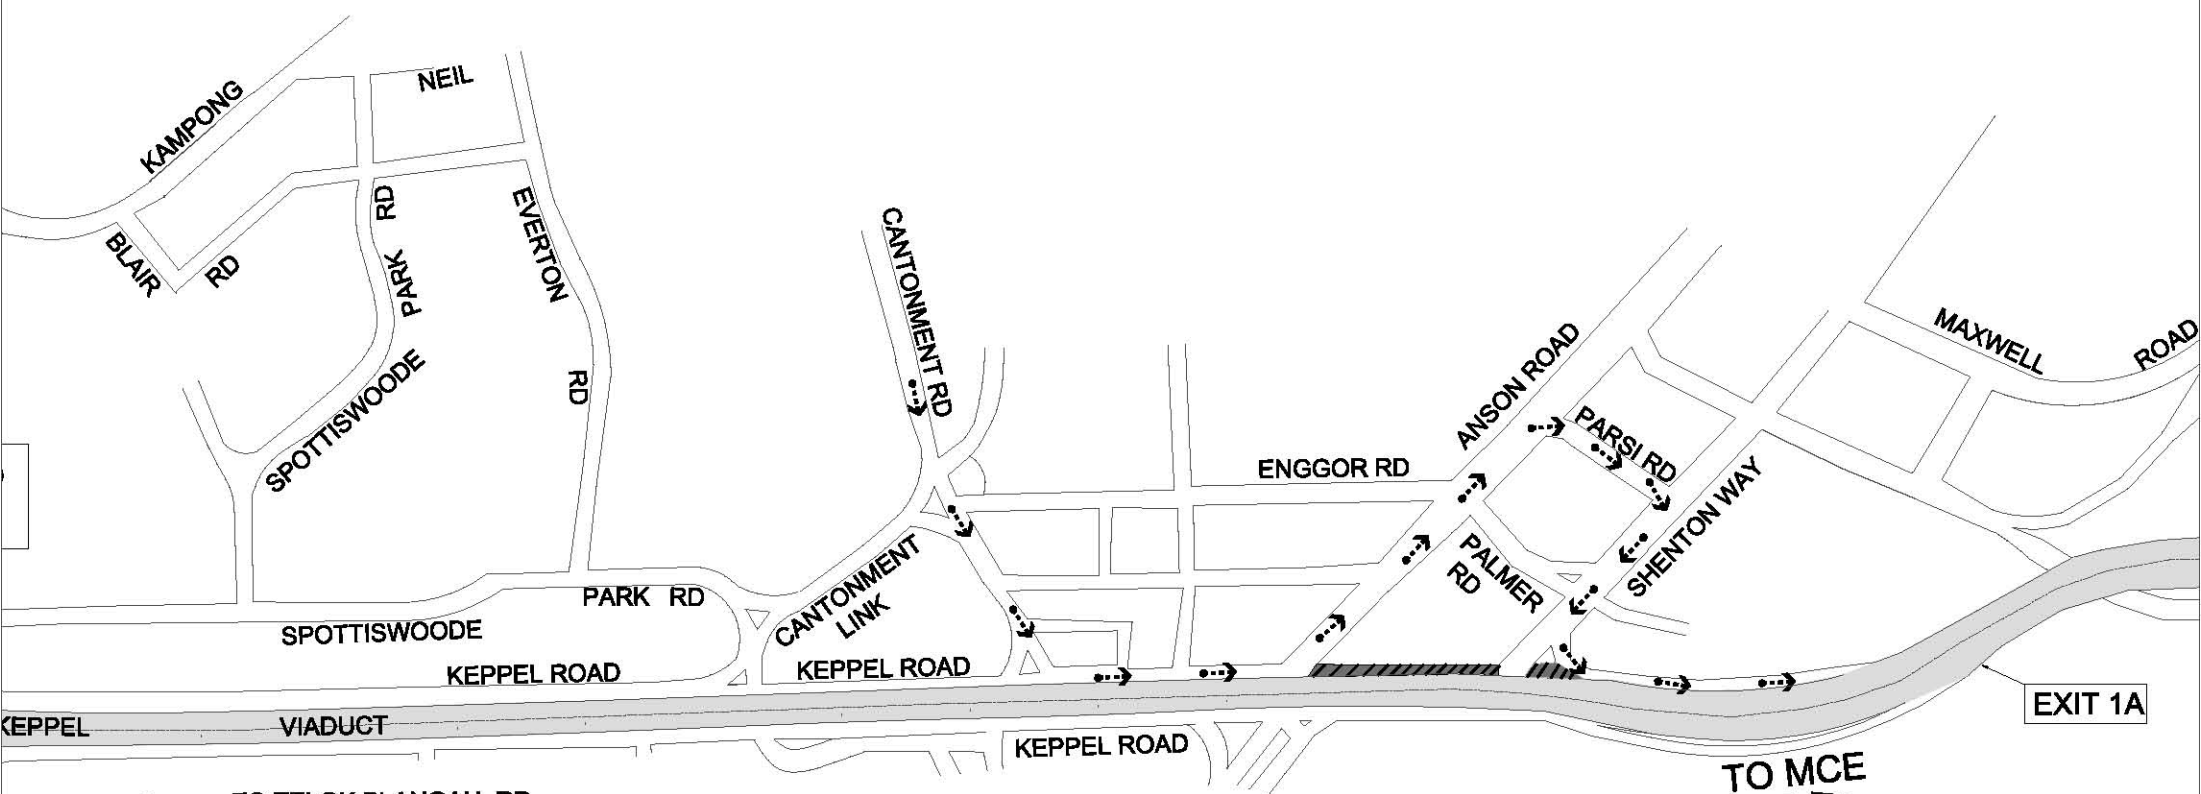 KAMPONG
NEIL
BLAIR
RD
PARK RD
EVERTON
RD
SPOTTISWOODE
CANTONMENT RD
ANSON ROAD
MAXWELL
ROAD
PARSI RD
ENGGOR RD
SHENTON WAY
PALMER
RD
CANTONMENT
LINK
PARK RD
SPOTTISWOODE
KEPPEL ROAD
KEPPEL ROAD
KEPPEL
VIADUCT
KEPPEL ROAD
EXIT 1A
TO MCE